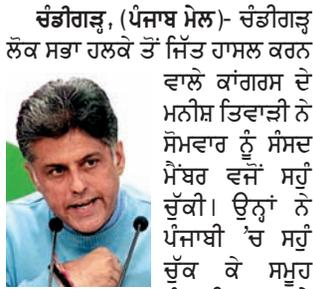 ਚੰਡੀਗੜ੍ਹ, (ਪੰਜਾਬ ਮੇਲ)- ਚੰਡੀਗੜ੍ਹ
ਲੋਕ ਸਭਾ ਹਲਕੇ ਤੋਂ ਜਿੱਤ ਹਾਸਲ ਕਰਨ
ਵਾਲੇ ਕਾਂਗਰਸ ਦੇ
ਮਨੀਸ਼ ਤਿਵਾੜੀ ਨੇ
ਸੋਮਵਾਰ ਨੂੰ ਸੰਸਦ
ਮੈਂਬਰ ਵਜੋਂ ਸਹੁੰ
ਚੁੱਕੀ। ਉਨ੍ਹਾਂ ਨੇ
ਪੰਜਾਬੀ 'ਚ ਸਹੁੰ
ਚੁੱਕ ਕੇ ਸਮੂਹ